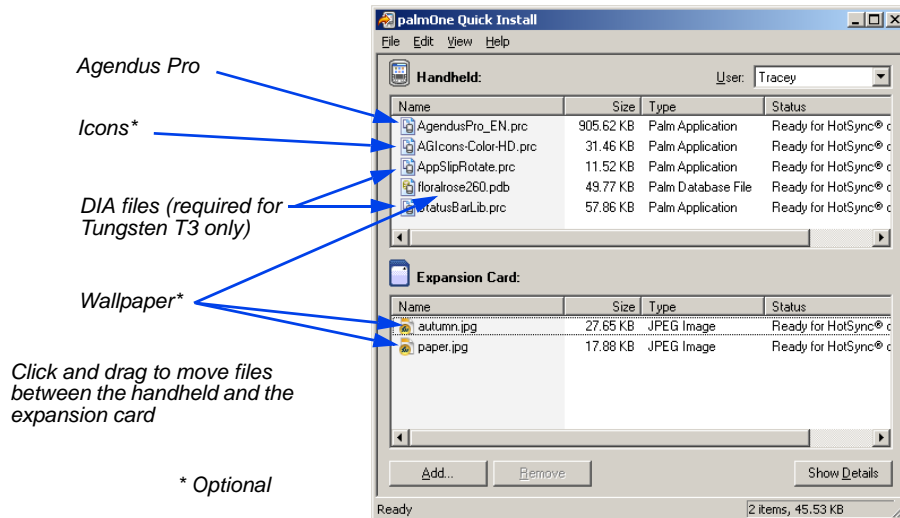 palmOne Quick Install
File Edit View Help
Handheld:
User: Tracey
Name Size Type Status
AgendusPro_EN.prc 905.62 KB Palm Application Ready for HotSync® c
AGIcons-Color-HD.prc 31.46 KB Palm Application Ready for HotSync® c
AppSlipRotate.prc 11.52 KB Palm Application Ready for HotSync® c
floralrose260.pdb 49.77 KB Palm Database File Ready for HotSync® c
StatusBarLib.prc 57.86 KB Palm Application Ready for HotSync® c
Expansion Card:
Name Size Type Status
autumn.jpg 27.65 KB JPEG Image Ready for HotSync® c
paper.jpg 17.88 KB JPEG Image Ready for HotSync® c
Add... Remove Show Details
Ready 2 items, 45.53 KB
Agendus Pro
Icons*
DIA files (required for
Tungsten T3 only)
Wallpaper*
Click and drag to move files
between the handheld and the
expansion card
* Optional